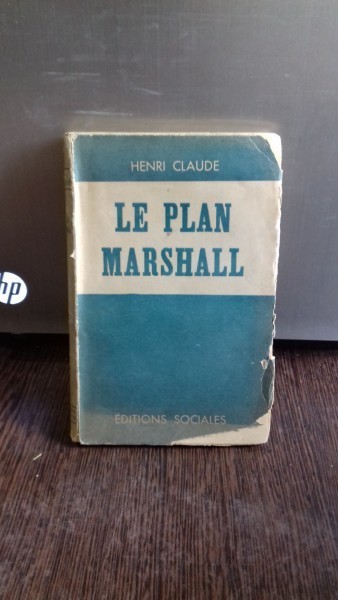 HENRI CLAUDE
LE PLAN
MARSHALL
hp
ÉDITIONS SOCIALES